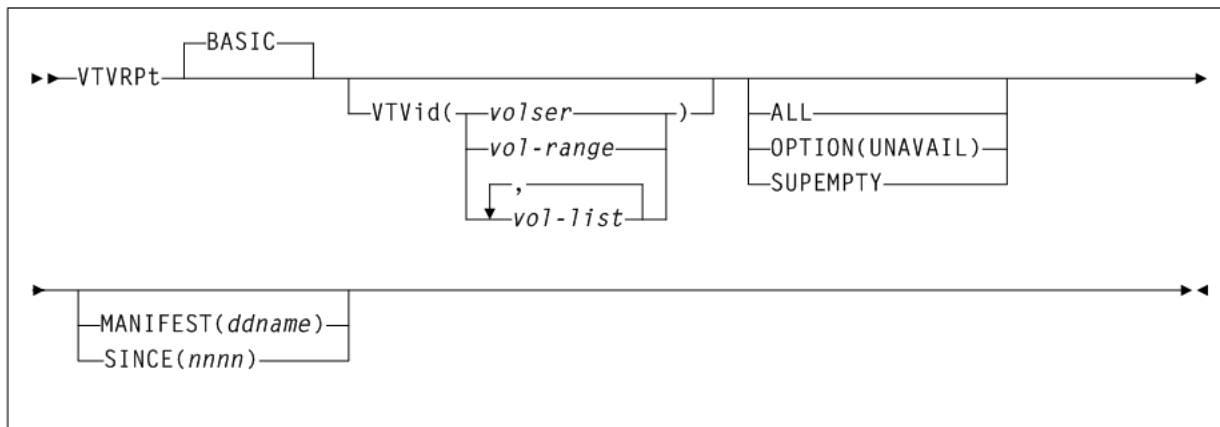 BASIC
VTVRPt
VTVid( volser )
vol-range
,
vol-list
ALL
OPTION(UNAVAIL)
SUPEMPTY
MANIFEST(ddname)
SINCE(nnnn)